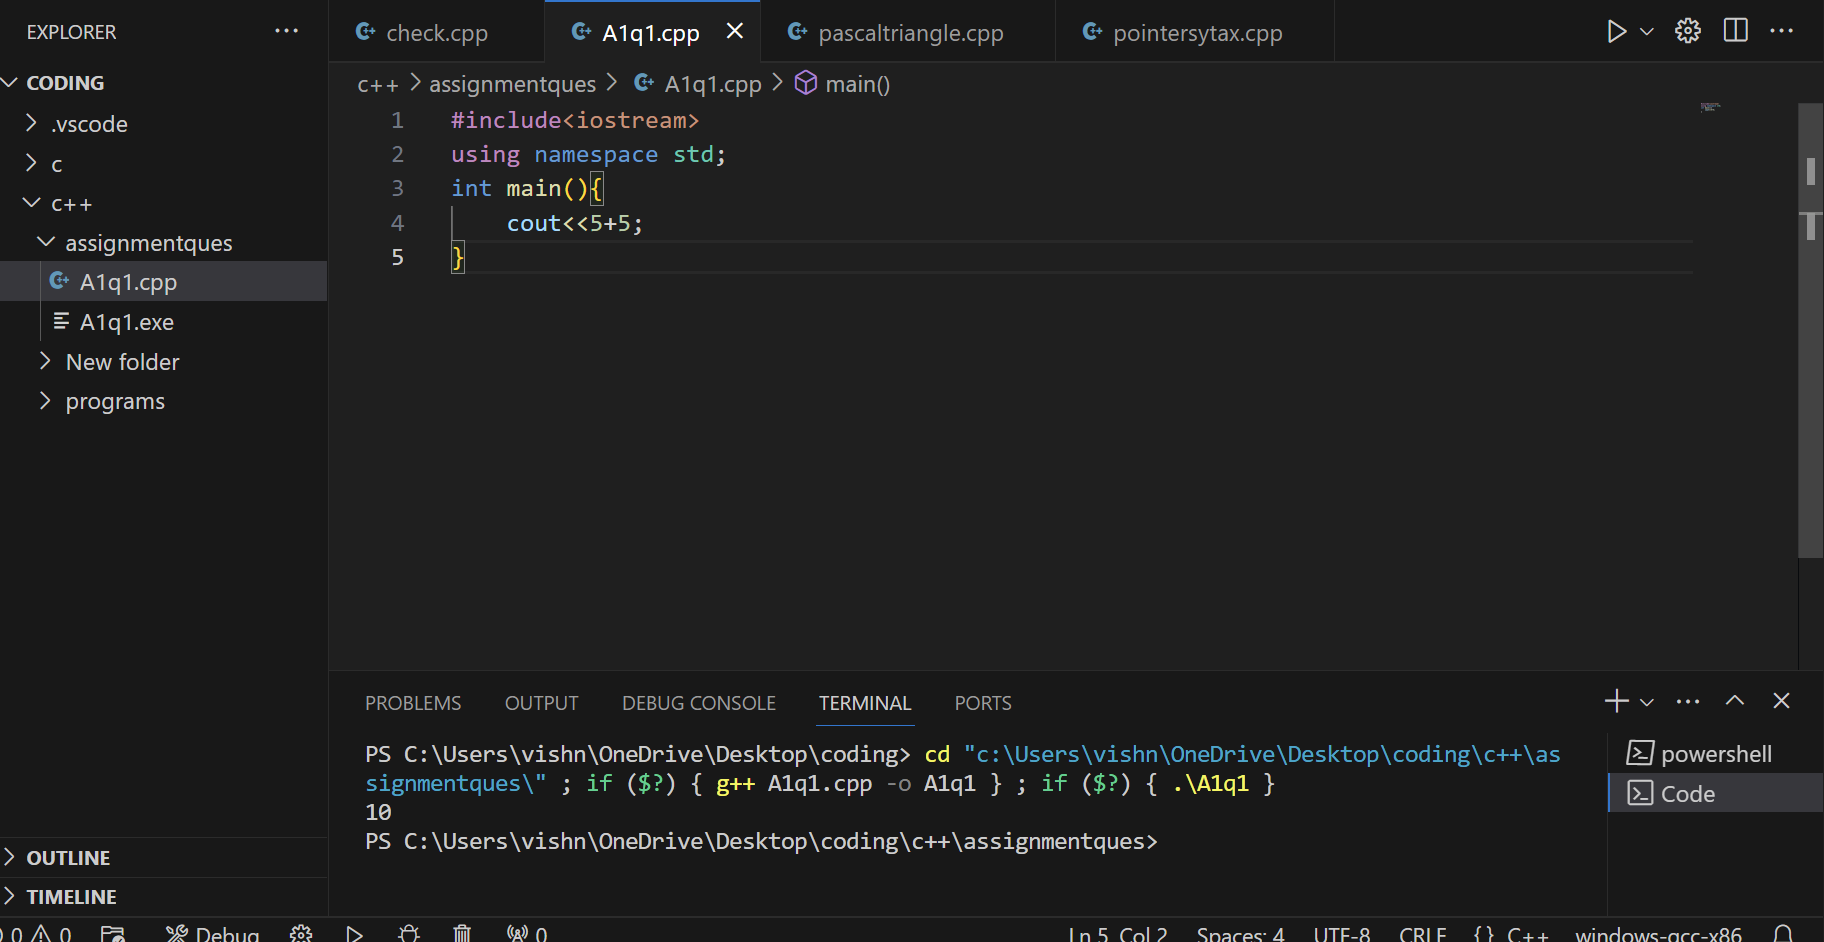 EXPLORER
CODING
.vscode
c
c++
assignmentques
A1q1.cpp
A1q1.exe
New folder
programs
OUTLINE
TIMELINE
check.cpp
A1q1.cpp
pascaltriangle.cpp
pointersytax.cpp
c++ > assignmentques > A1q1.cpp > main()
1 #include<iostream>
2 using namespace std;
3 int main(){
4 cout<<5+5;
5 }
PROBLEMS OUTPUT DEBUG CONSOLE TERMINAL PORTS
PS C:\Users\vishn\OneDrive\Desktop\coding> cd "c:\Users\vishn\OneDrive\Desktop\coding\c++\as
signmentques\" ; if ($?) { g++ A1q1.cpp -o A1q1 } ; if ($?) { .\A1q1 }
10
PS C:\Users\vishn\OneDrive\Desktop\coding\c++\assignmentques>
powershell
Code
0 0 Debug 0 Ln 5, Col 2 Spaces: 4 UTF-8 CRLF {} C++ windows-gcc-x86